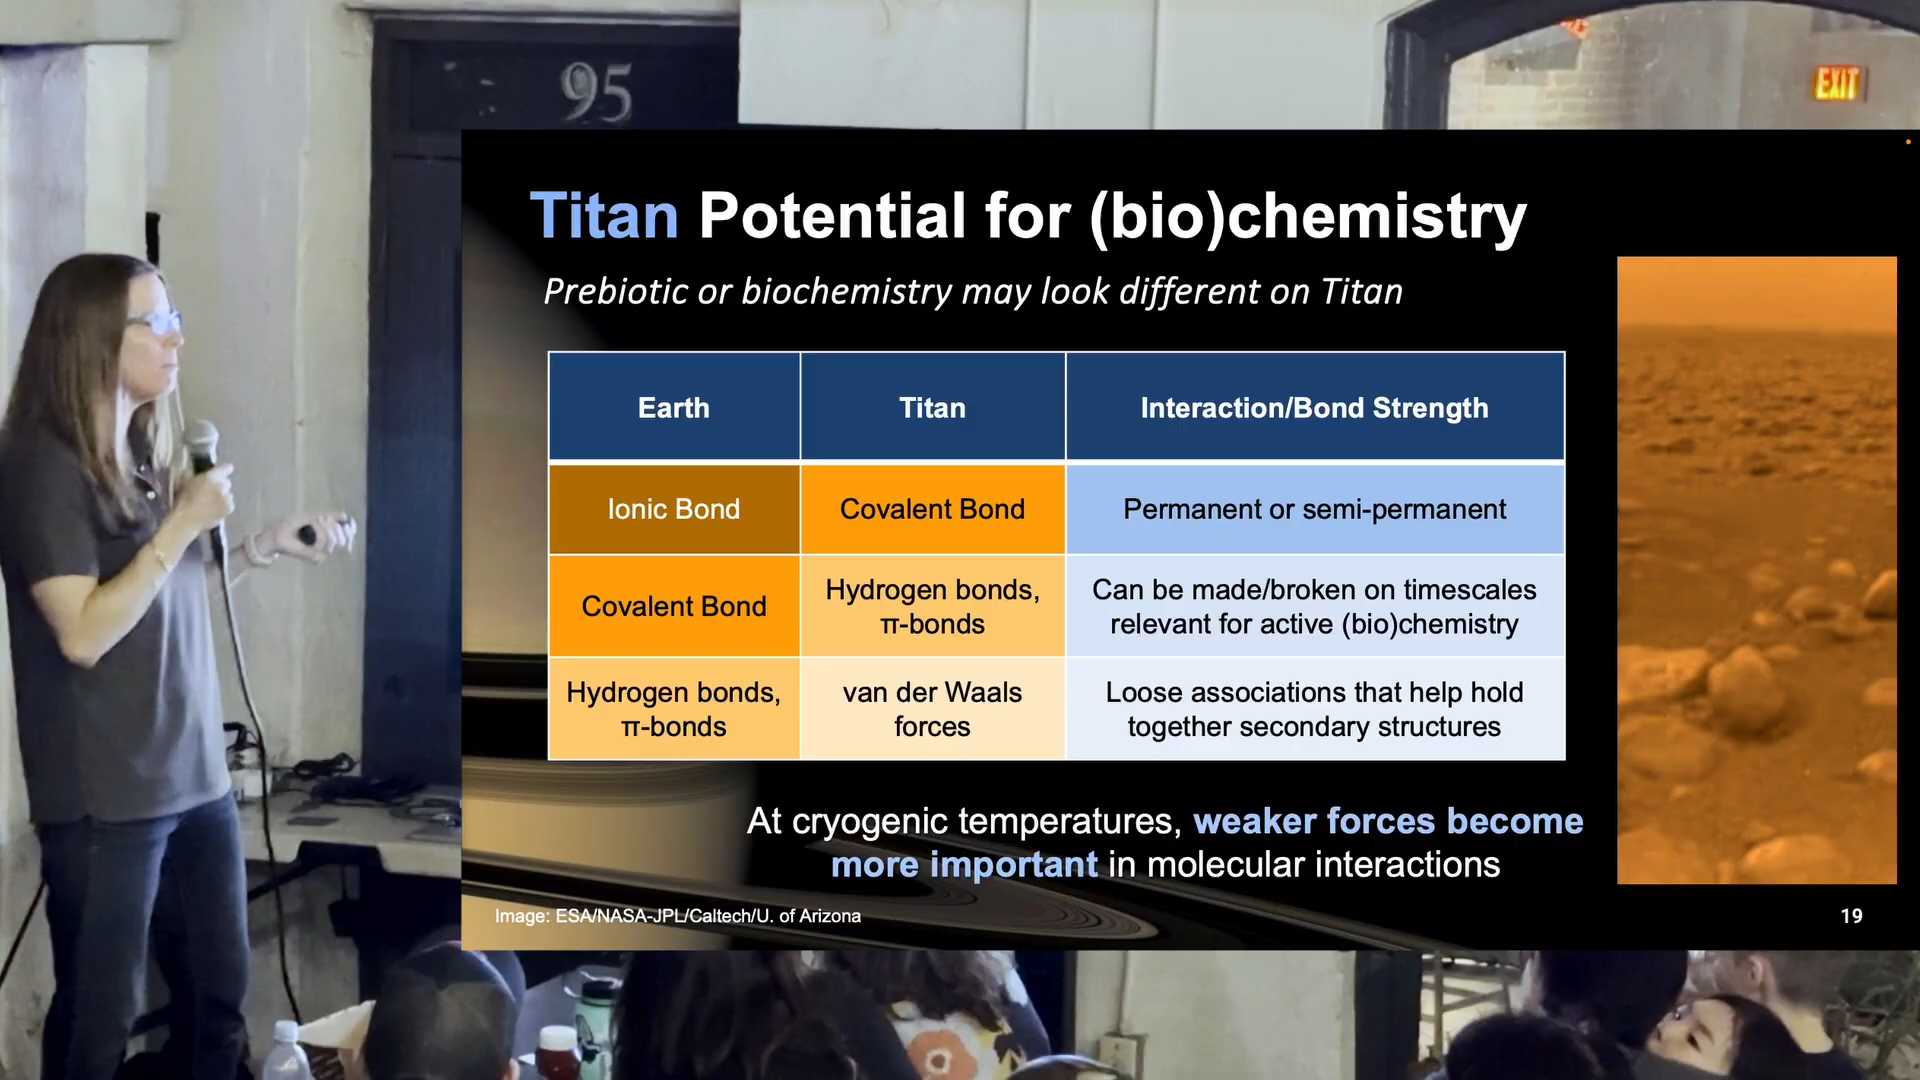 95
EXIT
Titan Potential for (bio)chemistry
Prebiotic or biochemistry may look different on Titan
Earth
Titan
Interaction/Bond Strength
Ionic Bond
Covalent Bond
Permanent or semi-permanent
Covalent Bond
Hydrogen bonds,
π-bonds
Can be made/broken on timescales
relevant for active (bio)chemistry
Hydrogen bonds,
π-bonds
van der Waals
forces
Loose associations that help hold
together secondary structures
At cryogenic temperatures, weaker forces become
more important in molecular interactions
Image: ESA/NASA-JPL/Caltech/U. of Arizona
19